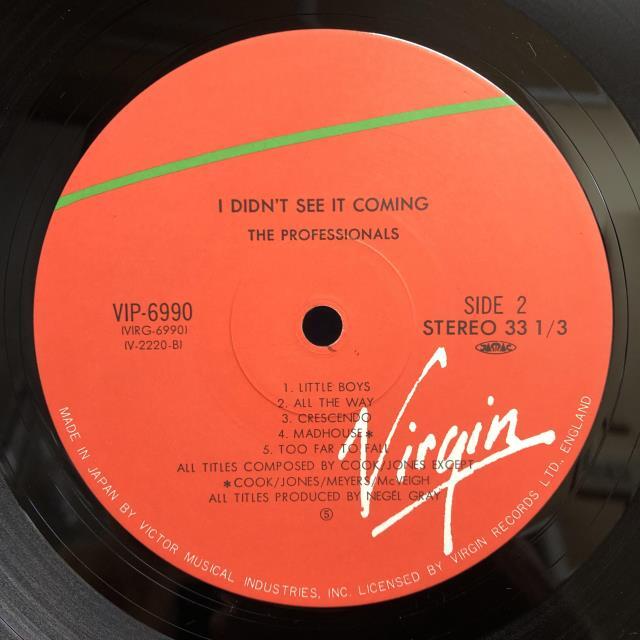 I DIDN'T SEE IT COMING
THE PROFESSIONALS
VIP-6990
(VIRG-6990)
(V-2220-B)
SIDE 2
STEREO 33 1/3
JASRAC
1. LITTLE BOYS
2. ALL THE WAY
3. CRESCENDO
4. MADHOUSE*
5. TOO FAR TO FALL
ALL TITLES COMPOSED BY COOK/JONES EXCEPT
*COOK/JONES/MEYERS/McVEIGH
ALL TITLES PRODUCED BY NEGEL GRAY
⑤
Virgin
MADE IN JAPAN BY VICTOR MUSICAL INDUSTRIES, INC. LICENSED BY VIRGIN RECORDS LTD. ENGLAND